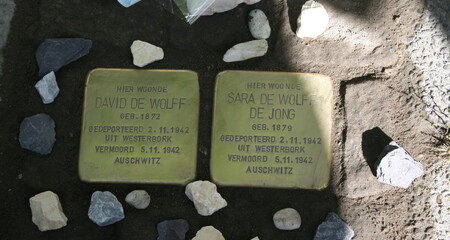 HIER WOONDE
DAVID DE WOLFF
GEB. 1872
GEDEPORTEERD 2.11.1942
UIT WESTERBORK
VERMOORD 5.11.1942
AUSCHWITZ
HIER WOONDE
SARA DE WOLFF
DE JONG
GEB. 1879
GEDEPORTEERD 2.11.1942
UIT WESTERBORK
VERMOORD 5.11.1942
AUSCHWITZ